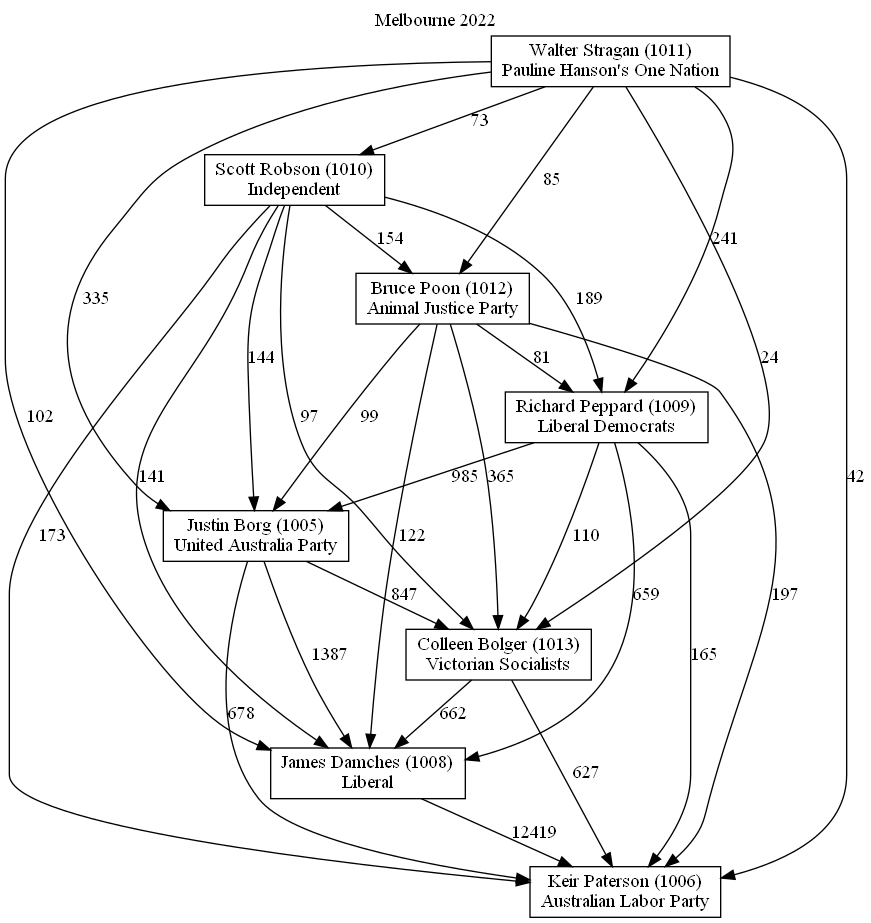 Melbourne 2022
Walter Stragan (1011)
Pauline Hanson's One Nation
73
Scott Robson (1010)
Independent
85
154
241
Bruce Poon (1012)
Animal Justice Party
335
189
144
81
24
Richard Peppard (1009)
Liberal Democrats
102
97
99
141
985
365
42
Justin Borg (1005)
United Australia Party
173
122
110
847
659
197
Colleen Bolger (1013)
Victorian Socialists
1387
165
678
662
James Damches (1008)
Liberal
627
12419
Keir Paterson (1006)
Australian Labor Party